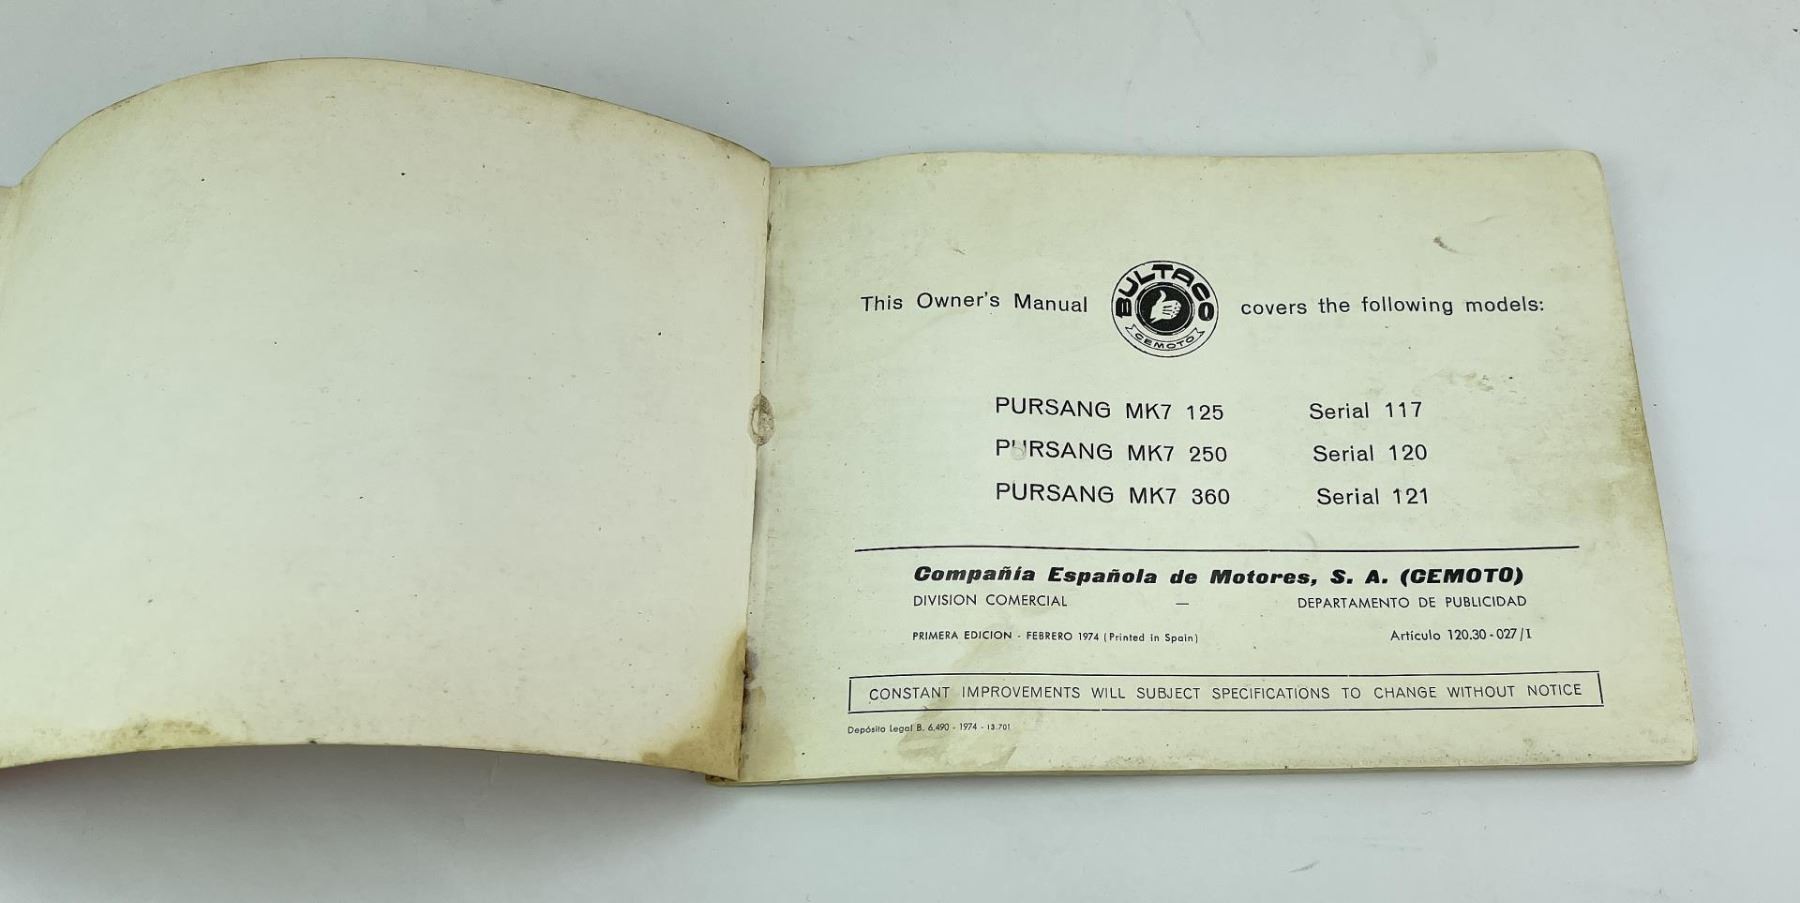 This Owner's Manual BULTACO CEMOTO covers the following models:
PURSANG MK7 125 Serial 117
PURSANG MK7 250 Serial 120
PURSANG MK7 360 Serial 121
Compañía Española de Motores, S. A. (CEMOTO)
DIVISION COMERCIAL — DEPARTAMENTO DE PUBLICIDAD
PRIMERA EDICION - FEBRERO 1974 (Printed in Spain) Artículo 120.30-027/I
CONSTANT IMPROVEMENTS WILL SUBJECT SPECIFICATIONS TO CHANGE WITHOUT NOTICE
Depósito Legal B. 6.490 - 1974 - 13.701